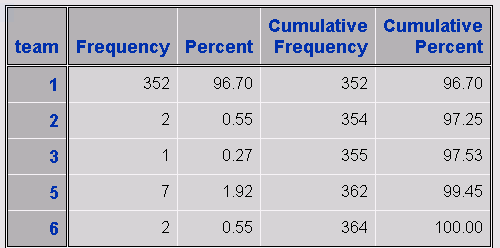 team Frequency Percent Cumulative Frequency Cumulative Percent
1 352 96.70 352 96.70
2 2 0.55 354 97.25
3 1 0.27 355 97.53
5 7 1.92 362 99.45
6 2 0.55 364 100.00